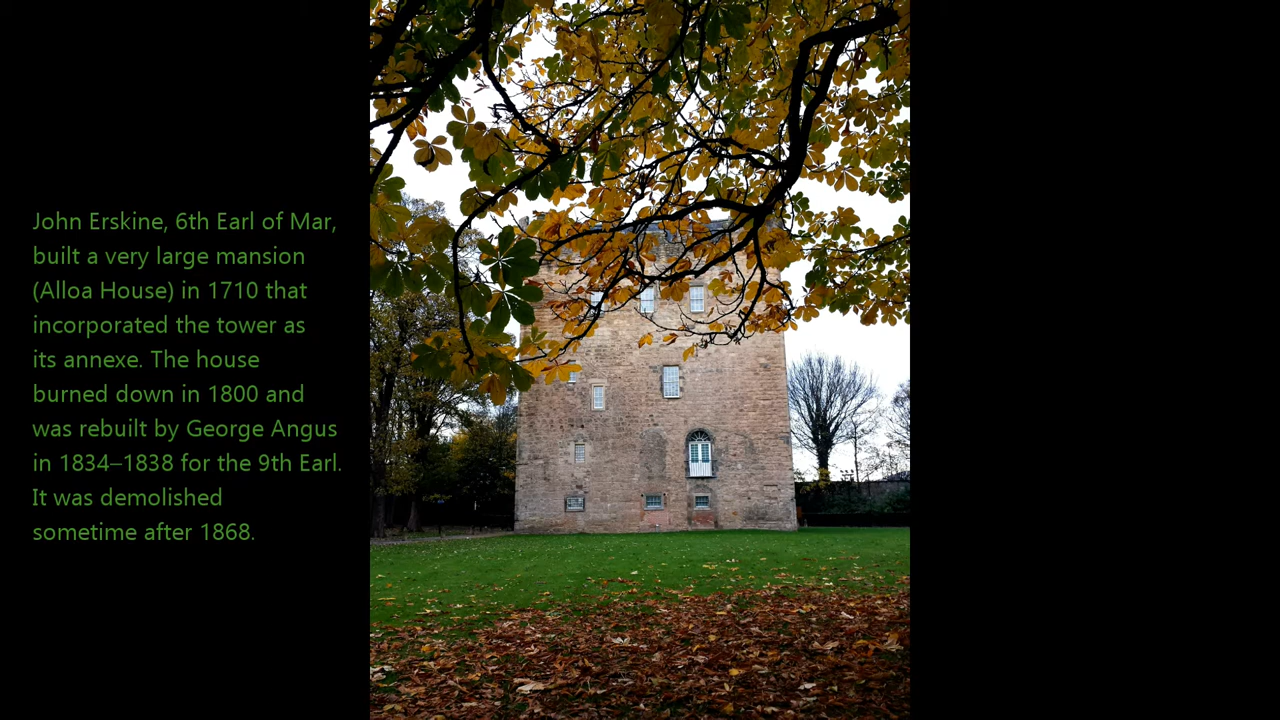 John Erskine, 6th Earl of Mar,
built a very large mansion
(Alloa House) in 1710 that
incorporated the tower as
its annexe. The house
burned down in 1800 and
was rebuilt by George Angus
in 1834–1838 for the 9th Earl.
It was demolished
sometime after 1868.